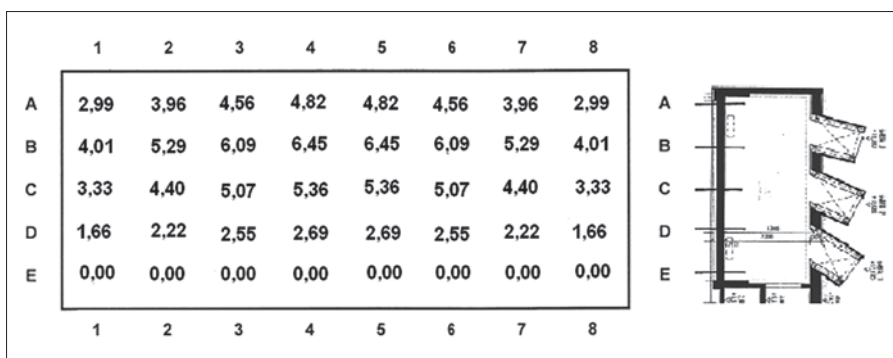 1 2 3 4 5 6 7 8
A 2,99 3,96 4,56 4,82 4,82 4,56 3,96 2,99 A
B 4,01 5,29 6,09 6,45 6,45 6,09 5,29 4,01 B
C 3,33 4,40 5,07 5,36 5,36 5,07 4,40 3,33 C
D 1,66 2,22 2,55 2,69 2,69 2,55 2,22 1,66 D
E 0,00 0,00 0,00 0,00 0,00 0,00 0,00 0,00 E
1 2 3 4 5 6 7 8